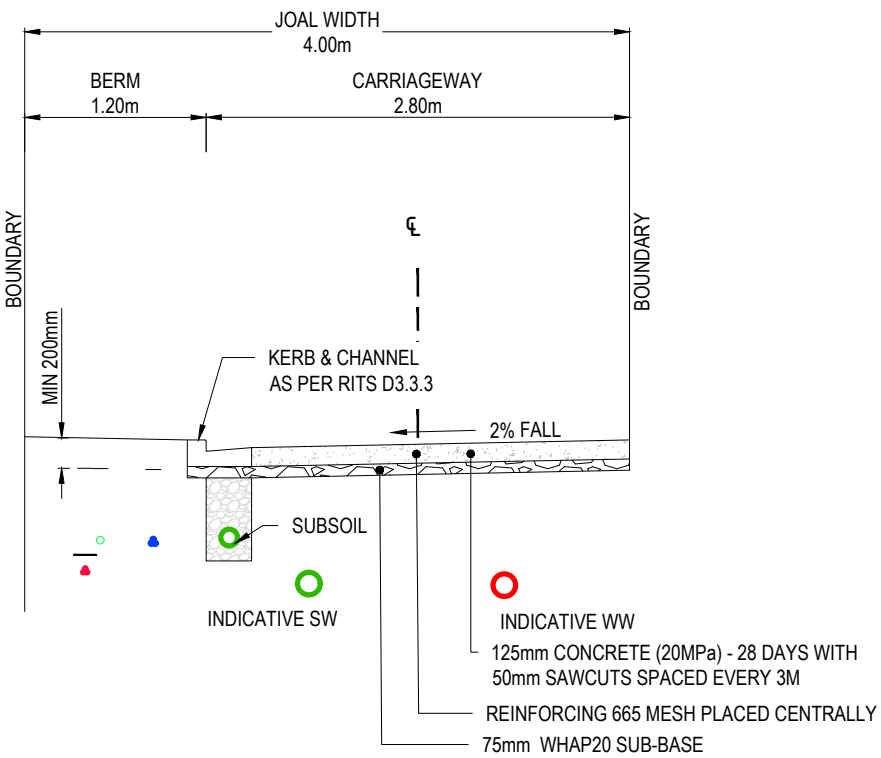 JOAL WIDTH
4.00m
BERM
1.20m
CARRIAGEWAY
2.80m
BOUNDARY
BOUNDARY
℄
MIN 200mm
KERB & CHANNEL
AS PER RITS D3.3.3
2% FALL
SUBSOIL
INDICATIVE SW
INDICATIVE WW
125mm CONCRETE (20MPa) - 28 DAYS WITH
50mm SAWCUTS SPACED EVERY 3M
REINFORCING 665 MESH PLACED CENTRALLY
75mm WHAP20 SUB-BASE